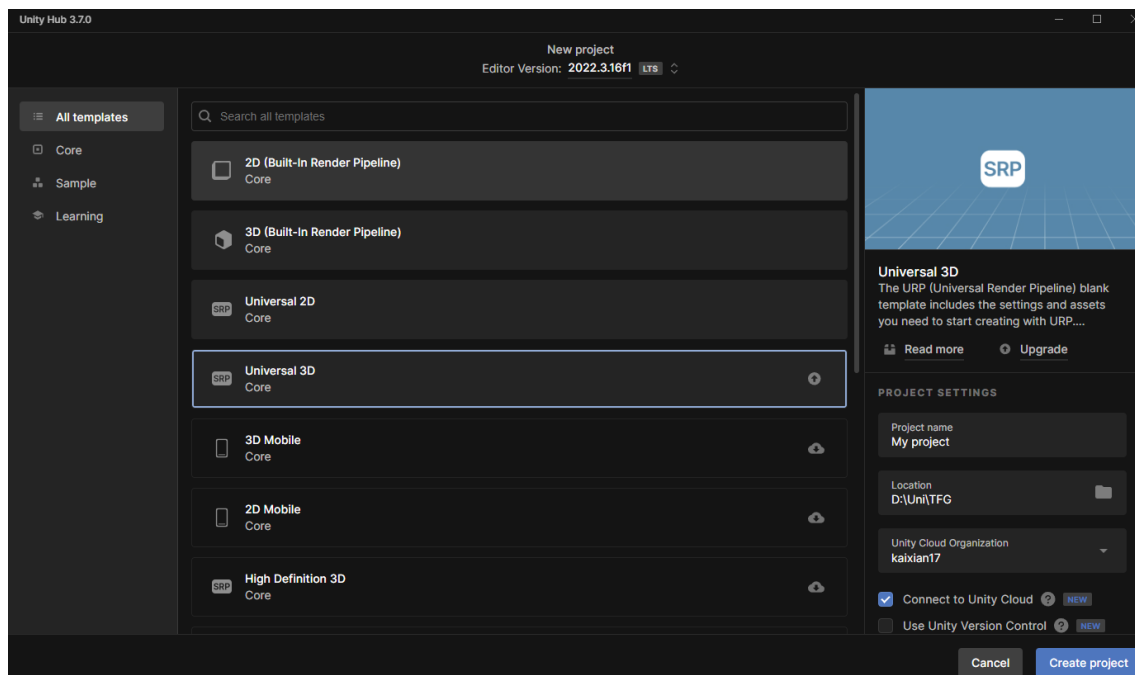 Unity Hub 3.7.0
New project
Editor Version: 2022.3.16f1 LTS
All templates
Core
Sample
Learning
Search all templates
2D (Built-In Render Pipeline)
Core
3D (Built-In Render Pipeline)
Core
SRP
Universal 2D
Core
SRP
Universal 3D
Core
3D Mobile
Core
2D Mobile
Core
SRP
High Definition 3D
Core
SRP
Universal 3D
The URP (Universal Render Pipeline) blank
template includes the settings and assets
you need to start creating with URP....
Read more
Upgrade
PROJECT SETTINGS
Project name
My project
Location
D:\Uni\TFG
Unity Cloud Organization
kaixian17
Connect to Unity Cloud ? NEW
Use Unity Version Control ? NEW
Cancel
Create project